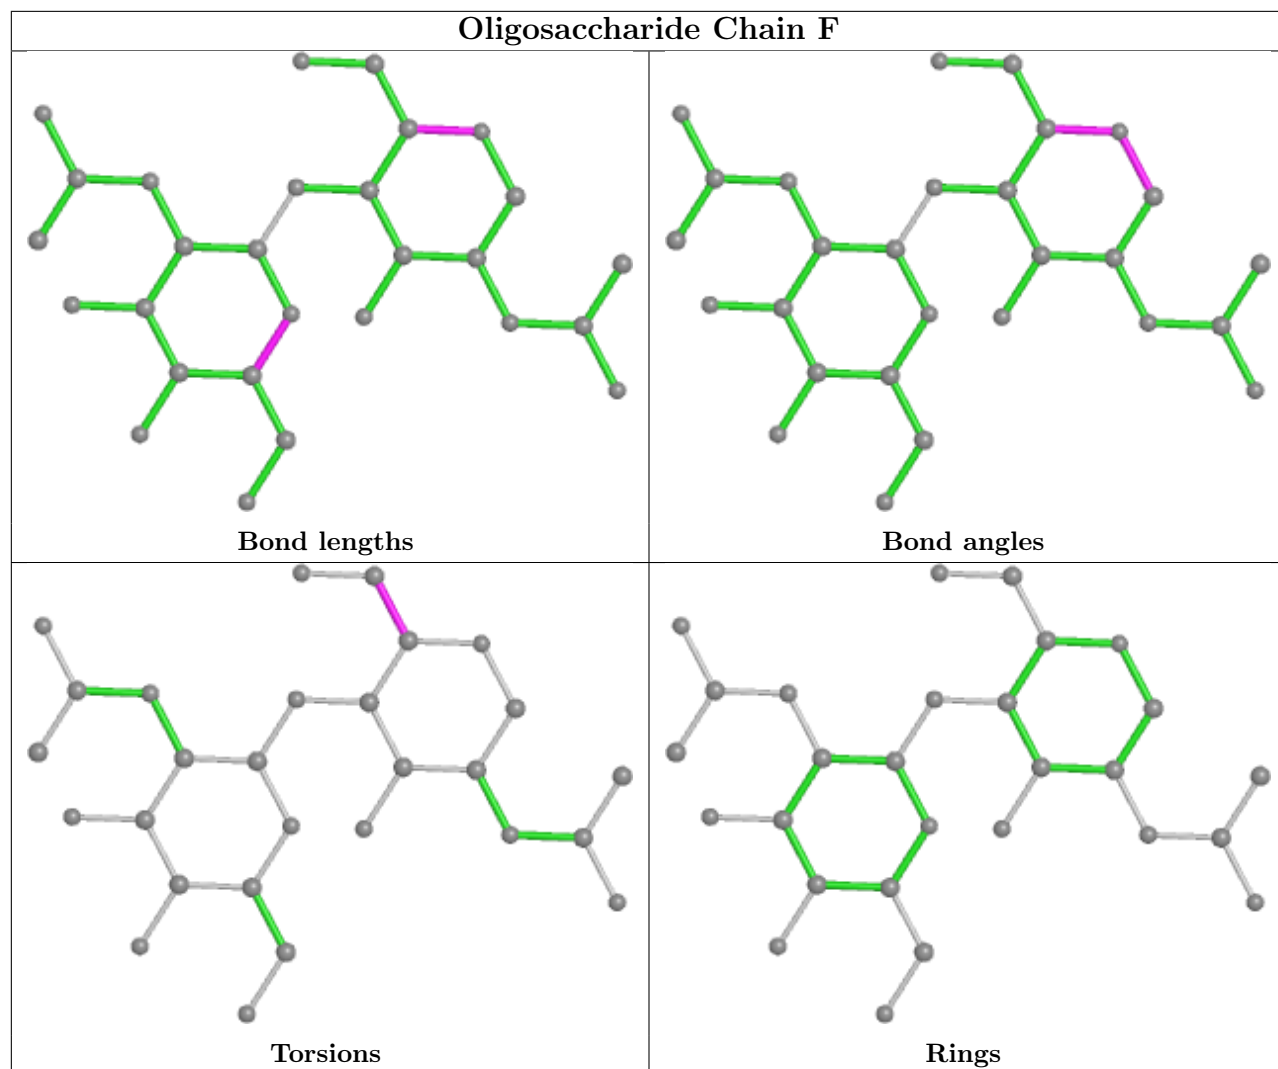 Oligosaccharide Chain F
Bond lengths
Bond angles
Torsions
Rings